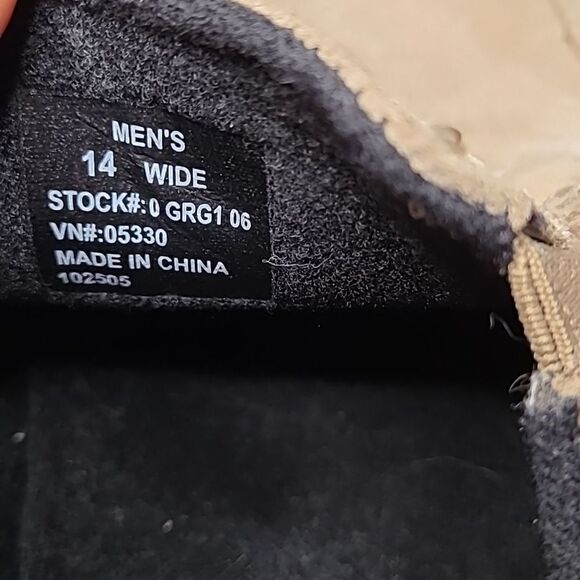 MEN'S
14 WIDE
STOCK#:0 GRG1 06
VN#:05330
MADE IN CHINA
102505